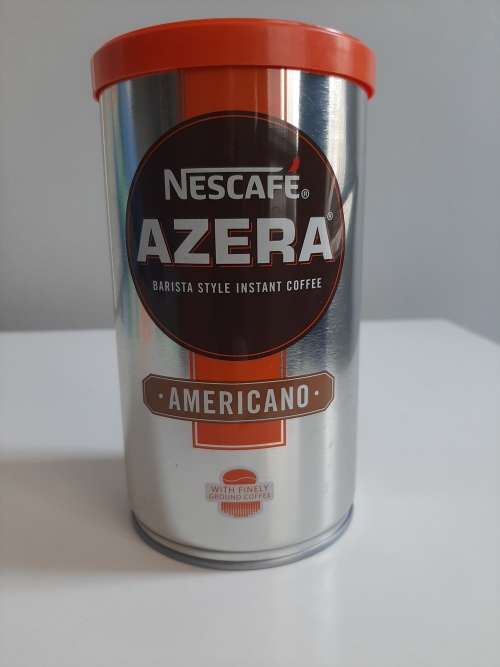 NESCAFÉ®
AZERA®
BARISTA STYLE INSTANT COFFEE
·AMERICANO·
WITH FINELY
GROUND COFFEE